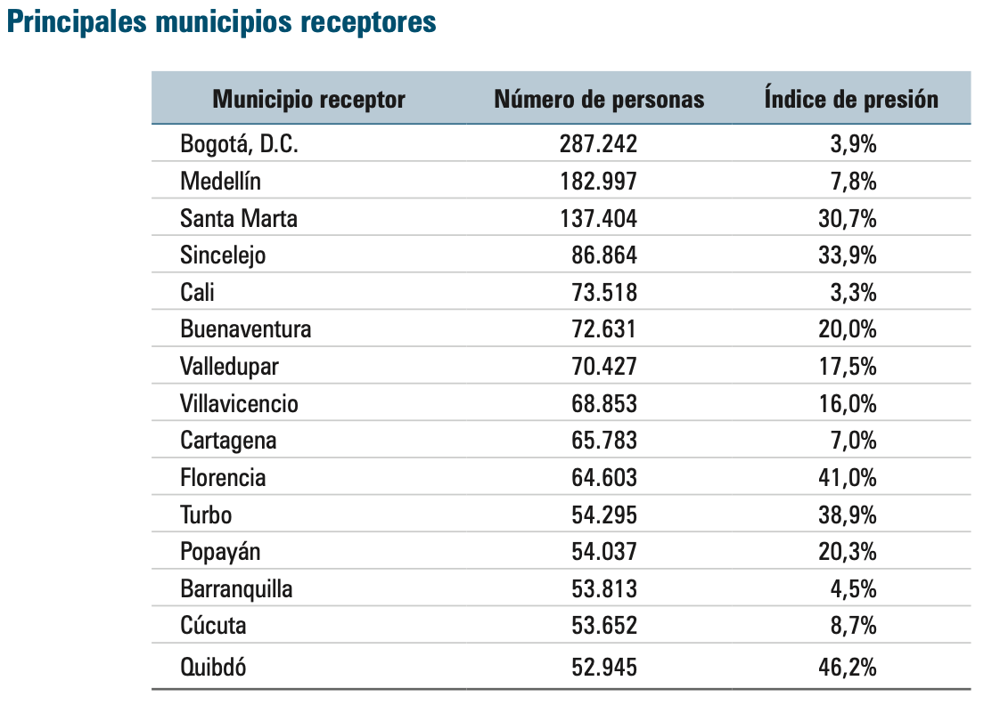 Principales municipios receptores
Municipio receptor Número de personas Índice de presión
Bogotá, D.C. 287.242 3,9%
Medellín 182.997 7,8%
Santa Marta 137.404 30,7%
Sincelejo 86.864 33,9%
Cali 73.518 3,3%
Buenaventura 72.631 20,0%
Valledupar 70.427 17,5%
Villavicencio 68.853 16,0%
Cartagena 65.783 7,0%
Florencia 64.603 41,0%
Turbo 54.295 38,9%
Popayán 54.037 20,3%
Barranquilla 53.813 4,5%
Cúcuta 53.652 8,7%
Quibdó 52.945 46,2%